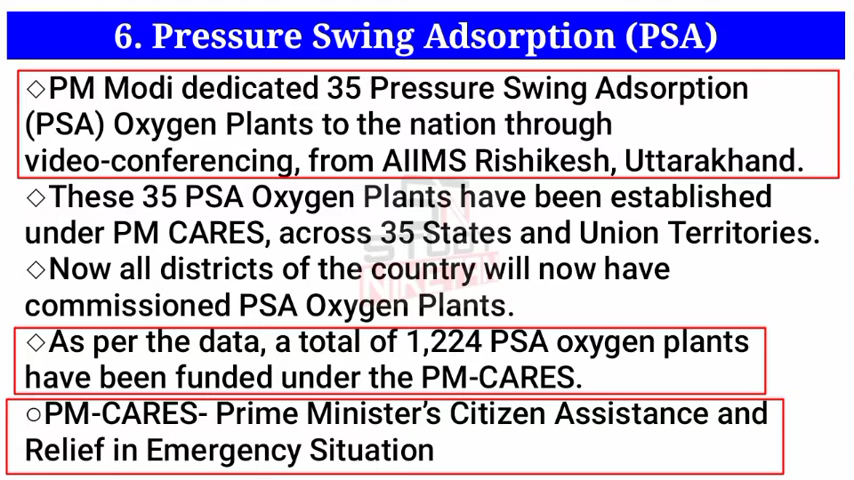 6. Pressure Swing Adsorption (PSA)
◇PM Modi dedicated 35 Pressure Swing Adsorption
(PSA) Oxygen Plants to the nation through
video-conferencing, from AIIMS Rishikesh, Uttarakhand.
◇These 35 PSA Oxygen Plants have been established
under PM CARES, across 35 States and Union Territories.
◇Now all districts of the country will now have
commissioned PSA Oxygen Plants.
◇As per the data, a total of 1,224 PSA oxygen plants
have been funded under the PM-CARES.
○PM-CARES- Prime Minister’s Citizen Assistance and
Relief in Emergency Situation